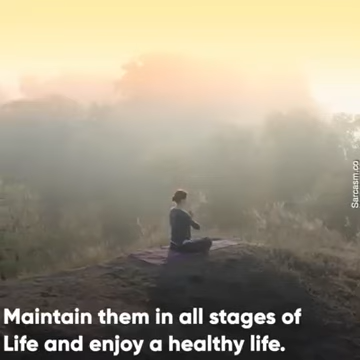 Sarcasm.co
Maintain them in all stages of
Life and enjoy a healthy life.